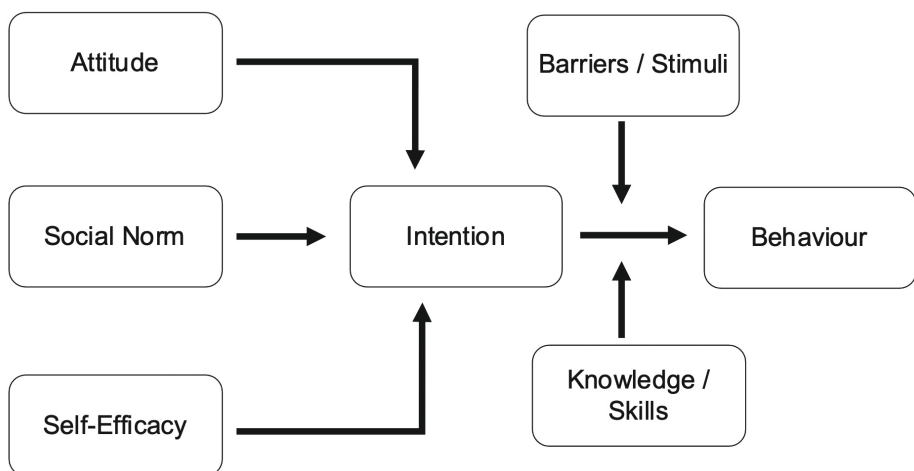 Attitude
Barriers / Stimuli
Social Norm
Intention
Behaviour
Self-Efficacy
Knowledge /
Skills